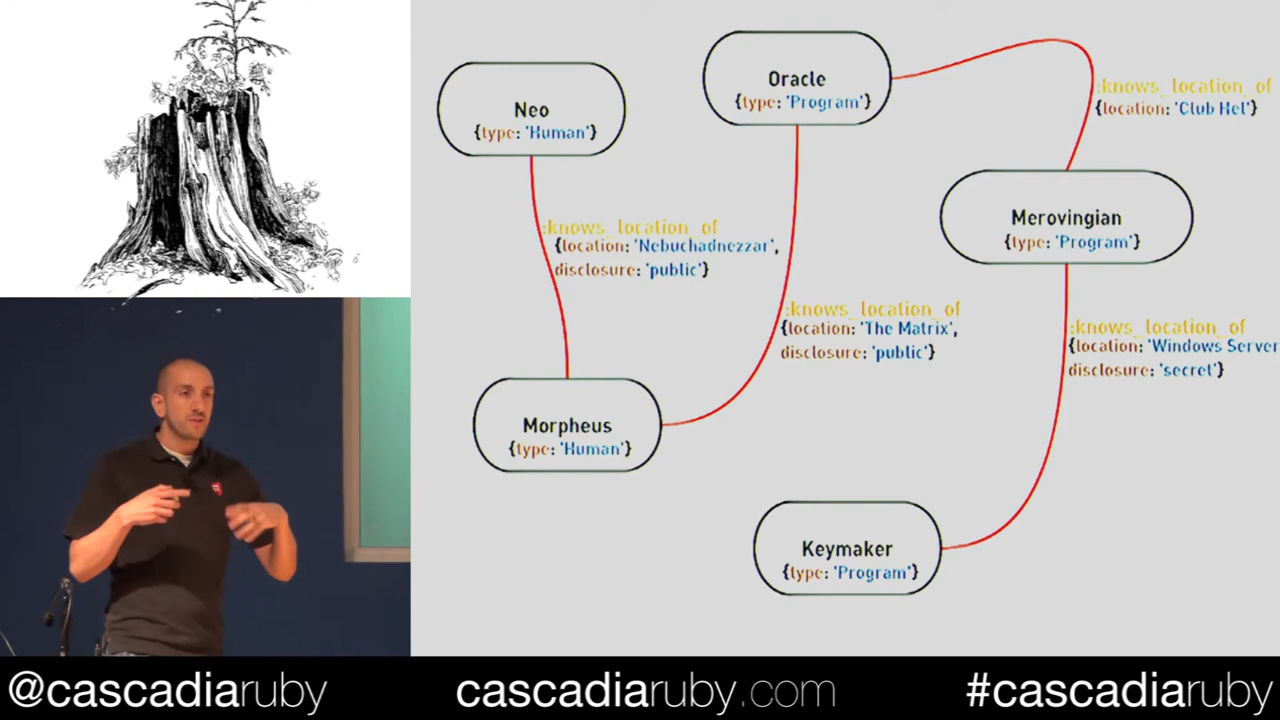 Neo
{type: 'Human'}
Oracle
{type: 'Program'}
:knows_location_of
{location: 'Club Hel'}
Merovingian
{type: 'Program'}
:knows_location_of
{location: 'Nebuchadnezzar',
disclosure: 'public'}
:knows_location_of
{location: 'The Matrix',
disclosure: 'public'}
:knows_location_of
{location: 'Windows Server
disclosure: 'secret'}
Morpheus
{type: 'Human'}
Keymaker
{type: 'Program'}
@cascadiaruby
cascadiaruby.com
#cascadiaruby